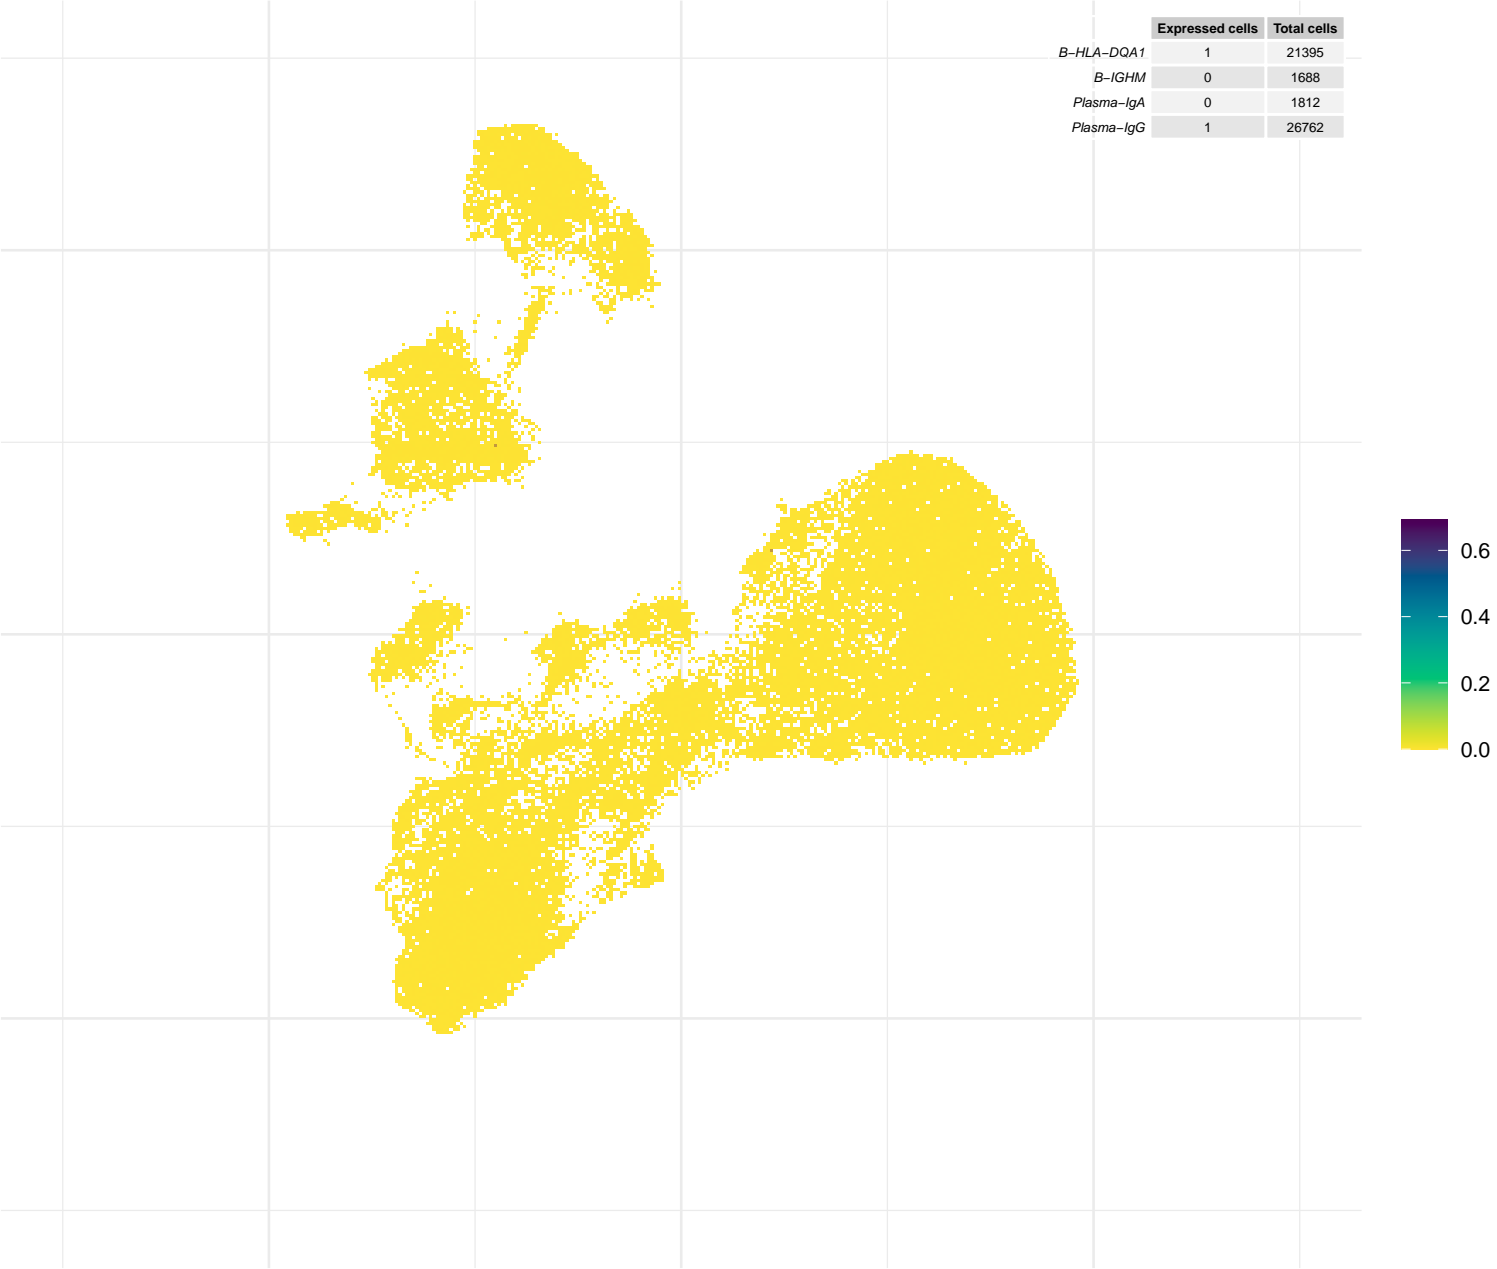 Expressed cells Total cells
B−HLA−DQA1 1 21395
B−IGHM 0 1688
Plasma−IgA 0 1812
Plasma−IgG 1 26762
0.6
0.4
0.2
0.0